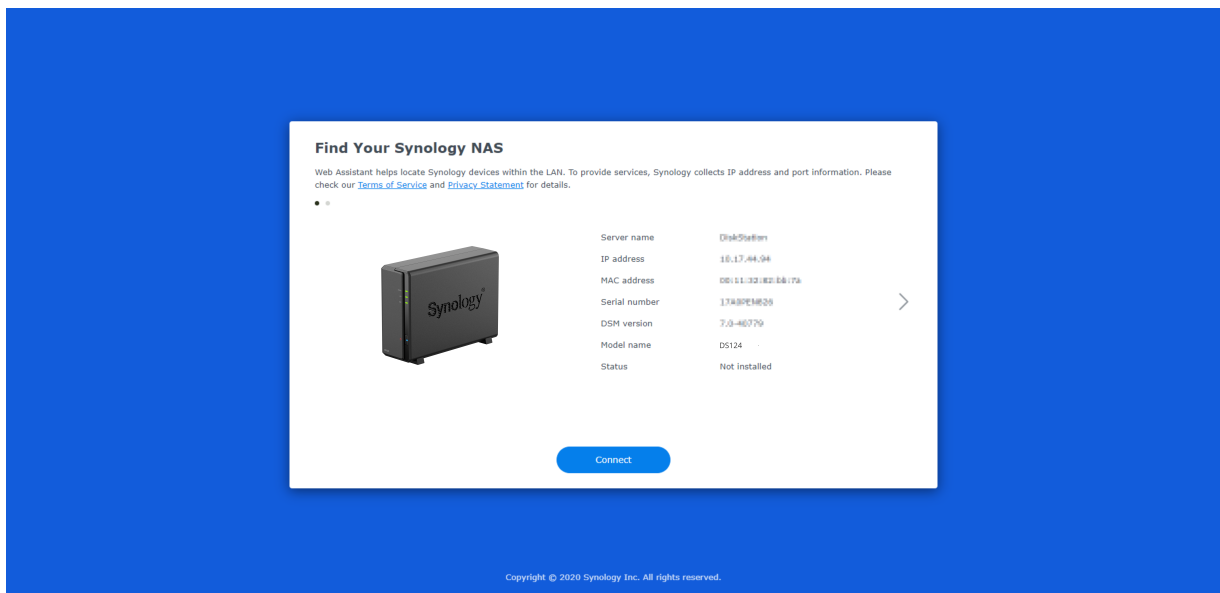 Find Your Synology NAS
Web Assistant helps locate Synology devices within the LAN. To provide services, Synology collects IP address and port information. Please
check our Terms of Service and Privacy Statement for details.
Synology
Server name DiskStation
IP address
MAC address
Serial number
DSM version
Model name DS124
Status Not installed
Connect
Copyright © 2020 Synology Inc. All rights reserved.